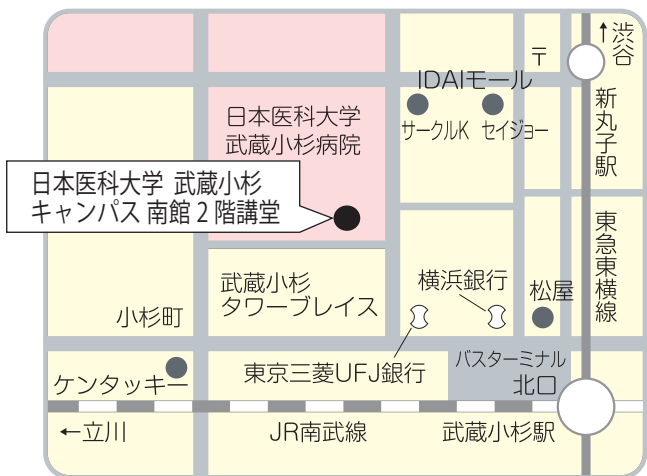 ↑渋谷
〒
IDAIモール
サークルK セイジョー
新丸子駅
日本医科大学
武蔵小杉病院
日本医科大学 武蔵小杉
キャンパス 南館2階講堂
東急東横線
武蔵小杉
タワープレイス
横浜銀行
松屋
小杉町
バスターミナル
北口
東京三菱UFJ銀行
ケンタッキー
←立川
JR南武線
武蔵小杉駅